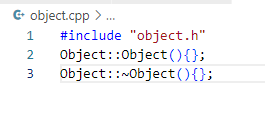 object.cpp > ...
1 #include "object.h"
2 Object::Object(){};
3 Object::~Object(){};